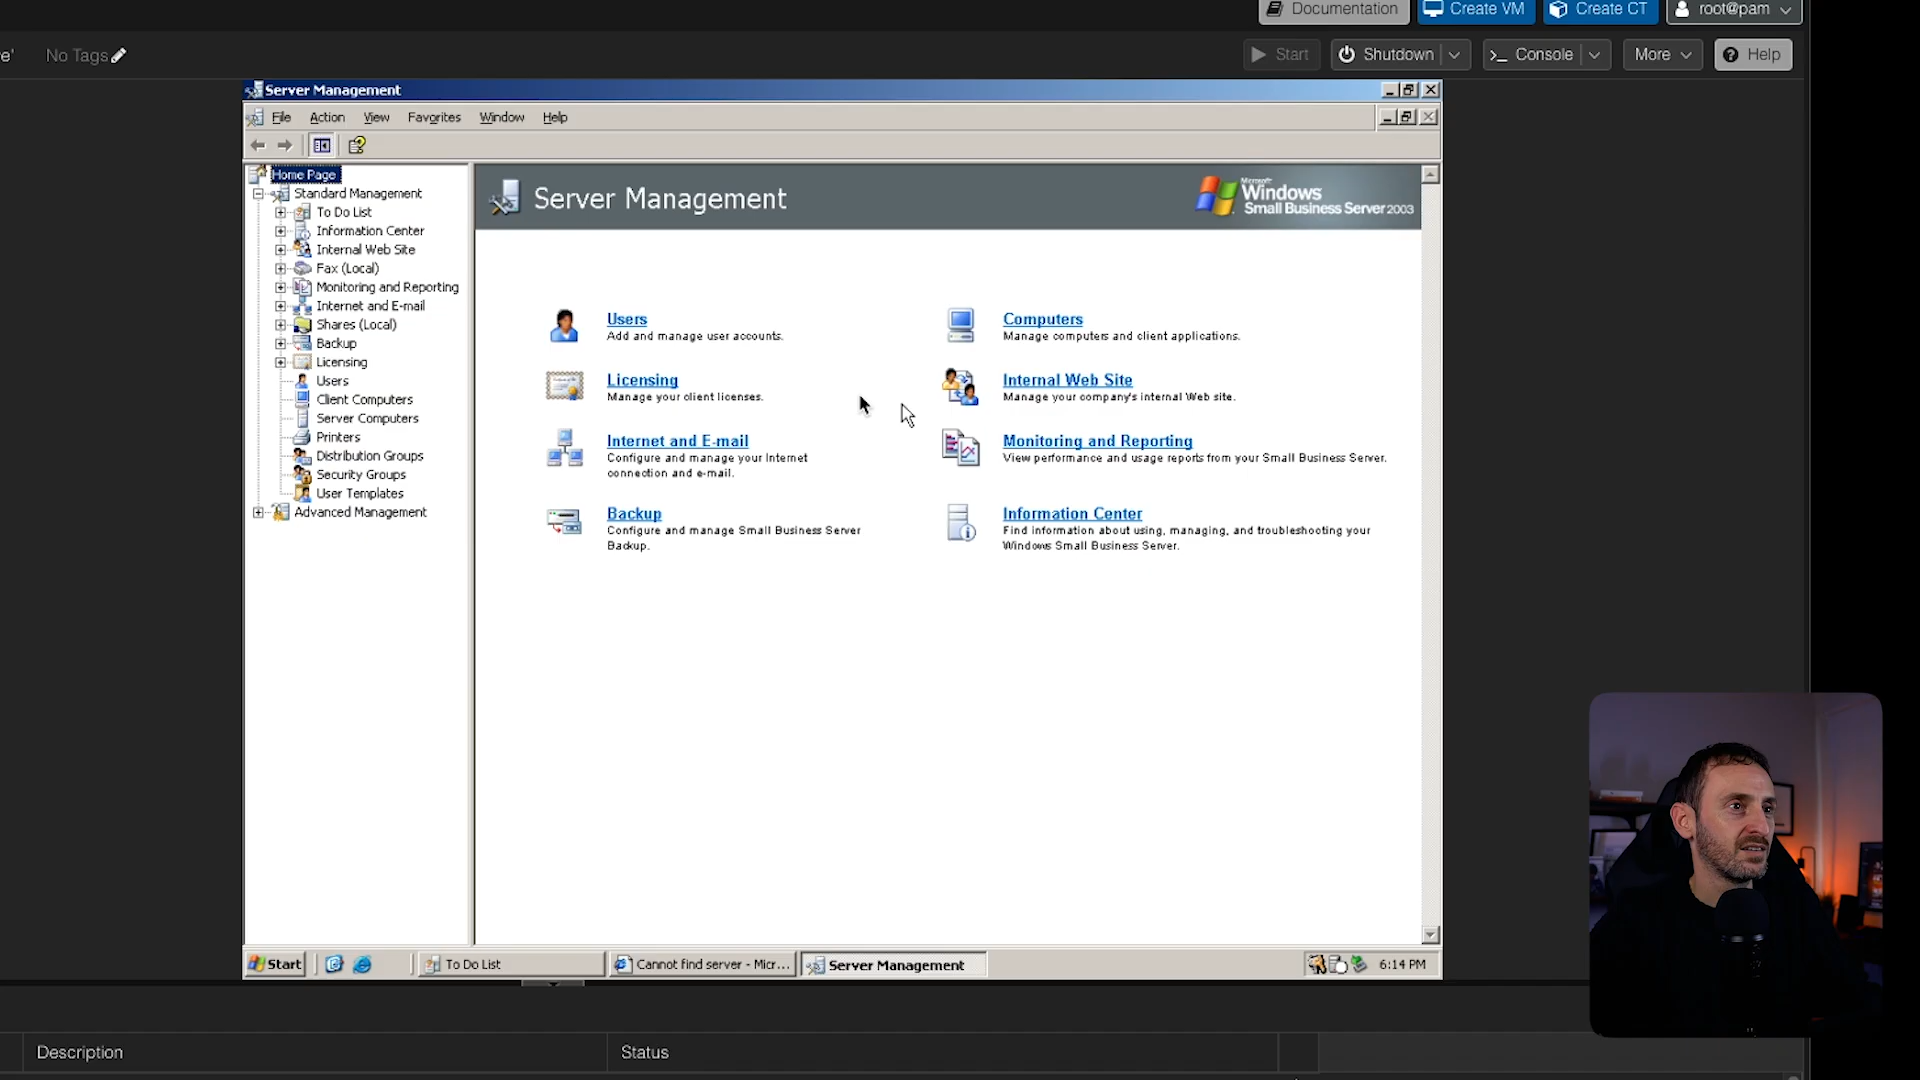 Documentation
Create VM
Create CT
root@pam
e'
No Tags
Start
Shutdown
Console
More
Help
Server Management
File Action View Favorites Window Help
Home Page
Standard Management
To Do List
Information Center
Internal Web Site
Fax (Local)
Monitoring and Reporting
Internet and E-mail
Shares (Local)
Backup
Licensing
Users
Client Computers
Server Computers
Printers
Distribution Groups
Security Groups
User Templates
Advanced Management
Server Management
Microsoft
Windows
Small Business Server 2003
Users
Add and manage user accounts.
Computers
Manage computers and client applications.
Licensing
Manage your client licenses.
Internal Web Site
Manage your company's internal Web site.
Internet and E-mail
Configure and manage your Internet
connection and e-mail.
Monitoring and Reporting
View performance and usage reports from your Small Business Server.
Backup
Configure and manage Small Business Server
Backup.
Information Center
Find information about using, managing, and troubleshooting your
Windows Small Business Server.
Start
To Do List
Cannot find server - Micr...
Server Management
6:14 PM
Description
Status